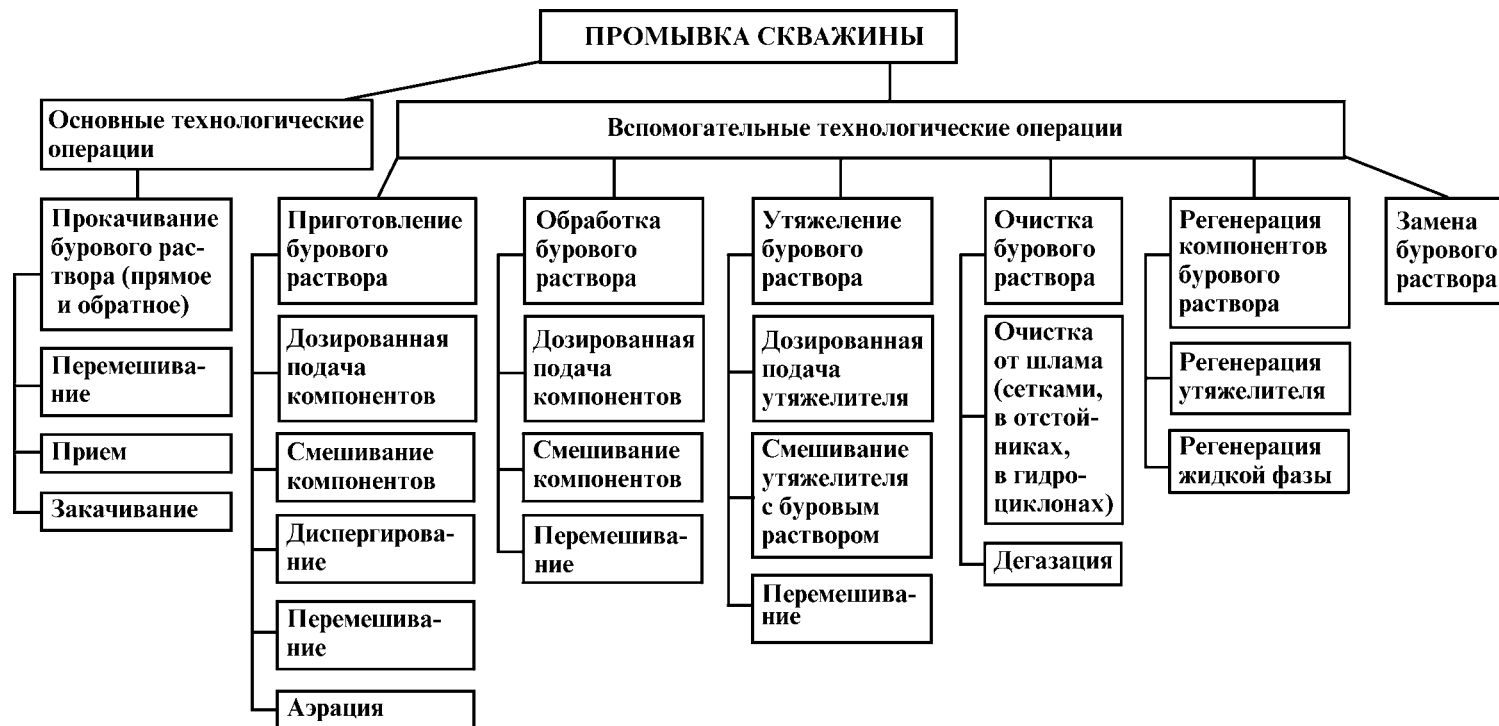 ПРОМЫВКА СКВАЖИНЫ
Основные технологические
операции
Вспомогательные технологические операции
Прокачивание
бурового рас-
твора (прямое
и обратное)
Перемешива-
ние
Прием
Закачивание
Приготовление
бурового
раствора
Дозированная
подача
компонентов
Смешивание
компонентов
Диспергирова-
ние
Перемешива-
ние
Аэрация
Обработка
бурового
раствора
Дозированная
подача
компонентов
Смешивание
компонентов
Перемешива-
ние
Утяжеление
бурового
раствора
Дозированная
подача
утяжелителя
Смешивание
утяжелителя
с буровым
раствором
Перемешива-
ние
Очистка
бурового
раствора
Очистка
от шлама
(сетками,
в отстой-
никах,
в гидро-
циклонах)
Дегазация
Регенерация
компонентов
бурового
раствора
Регенерация
утяжелителя
Регенерация
жидкой фазы
Замена
бурового
раствора